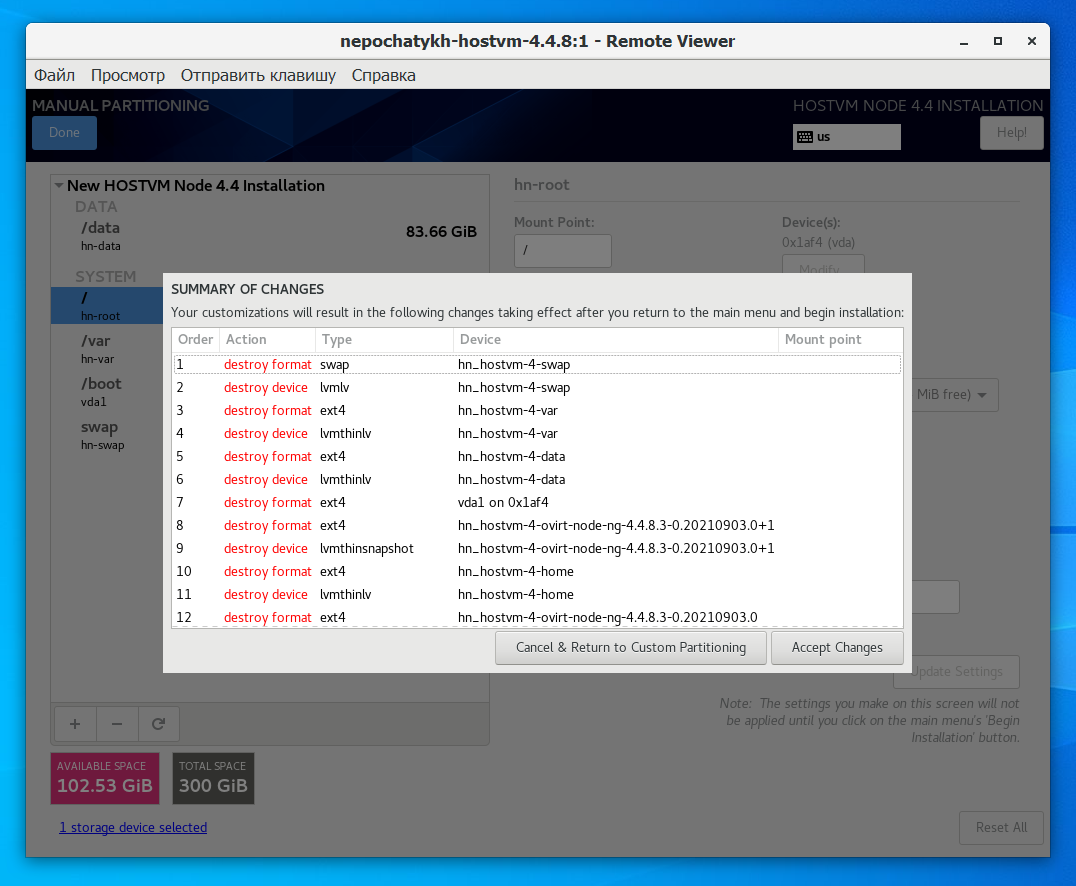 nepochatykh-hostvm-4.4.8:1 - Remote Viewer
Файл Просмотр Отправить клавишу Справка
MANUAL PARTITIONING
HOSTVM NODE 4.4 INSTALLATION
Done
us
Help!
New HOSTVM Node 4.4 Installation
DATA
/data
hn-data
83.66 GiB
SYSTEM
/
hn-root
/var
hn-var
/boot
vda1
swap
hn-swap
hn-root
Mount Point:
/
Device(s):
0x1af4 (vda)
Modify...
MiB free)
SUMMARY OF CHANGES
Your customizations will result in the following changes taking effect after you return to the main menu and begin installation:
Order Action Type Device Mount point
1 destroy format swap hn_hostvm-4-swap
2 destroy device lvmlv hn_hostvm-4-swap
3 destroy format ext4 hn_hostvm-4-var
4 destroy device lvmthinlv hn_hostvm-4-var
5 destroy format ext4 hn_hostvm-4-data
6 destroy device lvmthinlv hn_hostvm-4-data
7 destroy format ext4 vda1 on 0x1af4
8 destroy format ext4 hn_hostvm-4-ovirt-node-ng-4.4.8.3-0.20210903.0+1
9 destroy device lvmthinsnapshot hn_hostvm-4-ovirt-node-ng-4.4.8.3-0.20210903.0+1
10 destroy format ext4 hn_hostvm-4-home
11 destroy device lvmthinlv hn_hostvm-4-home
12 destroy format ext4 hn_hostvm-4-ovirt-node-ng-4.4.8.3-0.20210903.0
Cancel & Return to Custom Partitioning
Accept Changes
Update Settings
Note: The settings you make on this screen will not
be applied until you click on the main menu's 'Begin
Installation' button.
AVAILABLE SPACE
102.53 GiB
TOTAL SPACE
300 GiB
1 storage device selected
Reset All